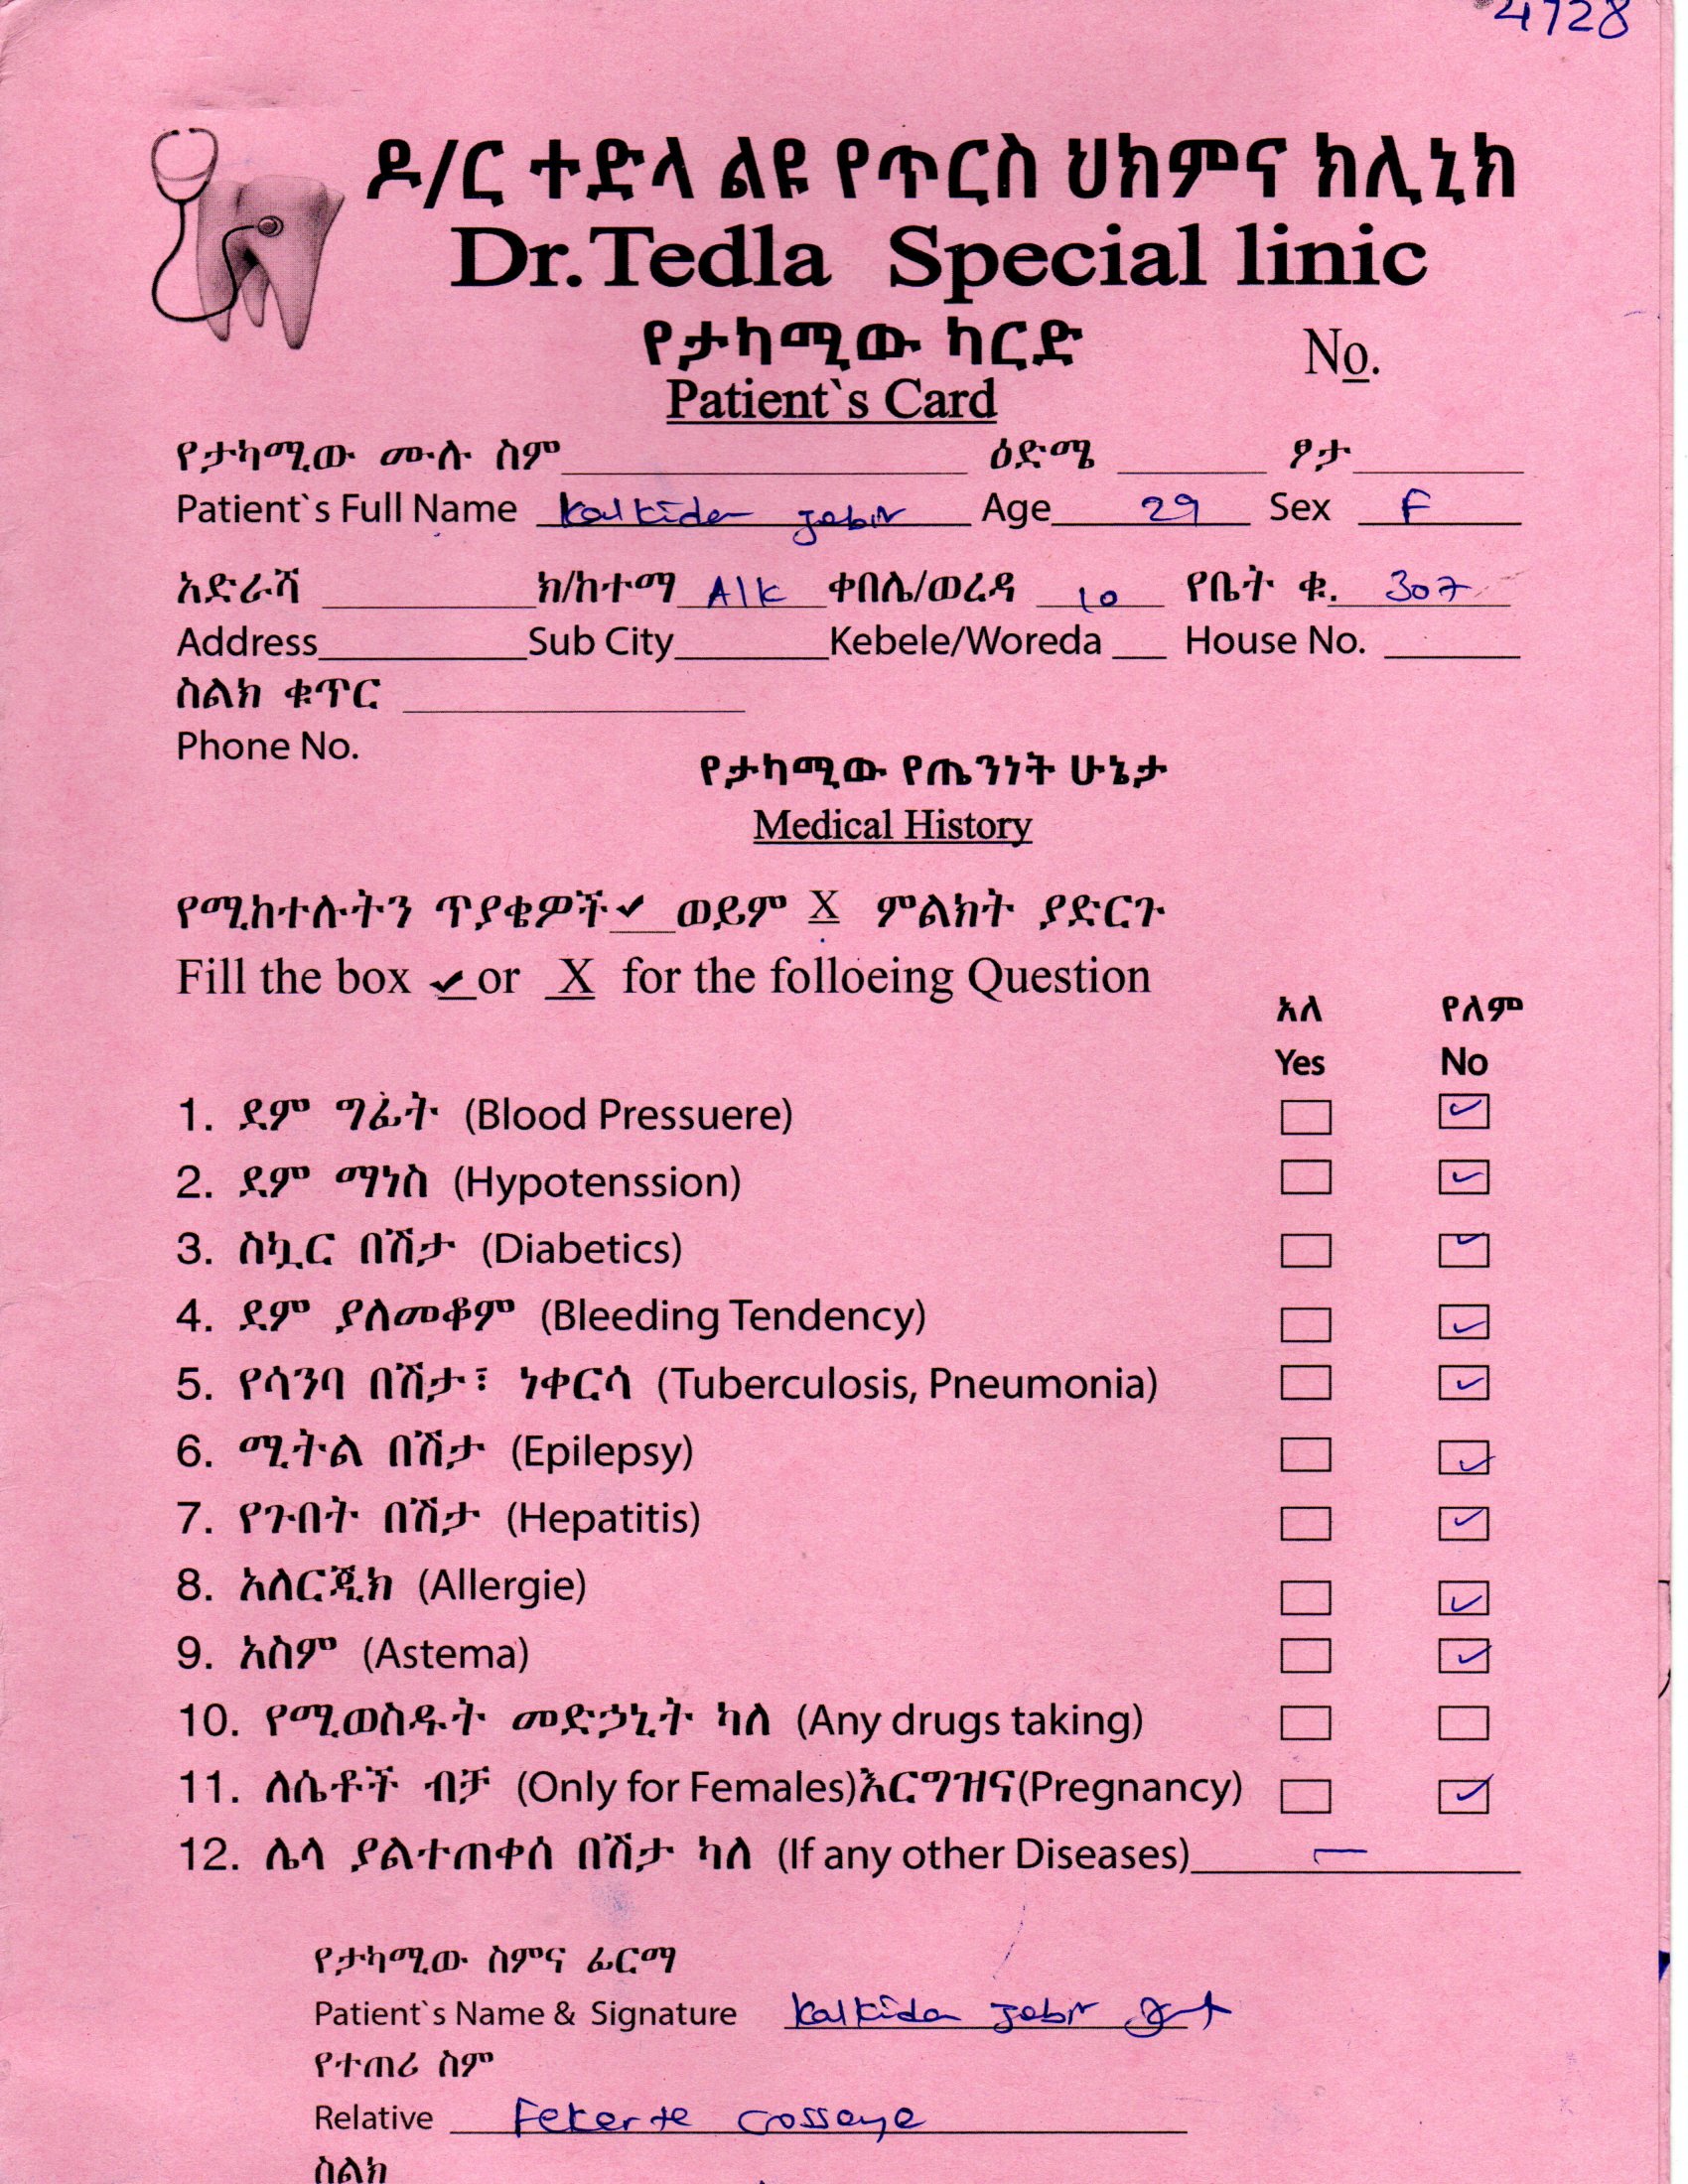 4728
ዶ/ር ተድላ ልዩ የጥርስ ህክምና ክሊኒክ
Dr. Tedla Special linic
የታካሚው ካርድ
No.
Patient`s Card
የታካሚው ሙሉ ስም ዕድሜ ፆታ
Patient`s Full Name Kalkidan Jebir Age 29 Sex F
አድራሻ ክ/ከተማ A/K ቀበሌ/ወረዳ 10 የቤት ቁ. 307
Address Sub City Kebele/Woreda House No.
ስልክ ቁጥር
Phone No.
የታካሚው የጤንነት ሁኔታ
Medical History
የሚከተሉትን ጥያቄዎች ✔ ወይም X ምልክት ያድርጉ
Fill the box ✔ or X for the folloeing Question
አለ የለም
Yes No
1. ደም ግፊት (Blood Pressuere) ✓
2. ደም ማነስ (Hypotenssion) ✓
3. ስኳር በሽታ (Diabetics) ✓
4. ደም ያለመቆም (Bleeding Tendency) ✓
5. የሳንባ በሽታ፣ ነቀርሳ (Tuberculosis, Pneumonia) ✓
6. ሚትል በሽታ (Epilepsy) ✓
7. የጉበት በሽታ (Hepatitis) ✓
8. አለርጂክ (Allergie) ✓
9. አስም (Astema) ✓
10. የሚወስዱት መድኃኒት ካለ (Any drugs taking)
11. ለሴቶች ብቻ (Only for Females)እርግዝና(Pregnancy) ✓
12. ሌላ ያልተጠቀሰ በሽታ ካለ (If any other Diseases) —
የታካሚው ስምና ፊርማ
Patient`s Name & Signature Kalkidan Jebir
የተጠሪ ስም
Relative Fekerte
ስልክ